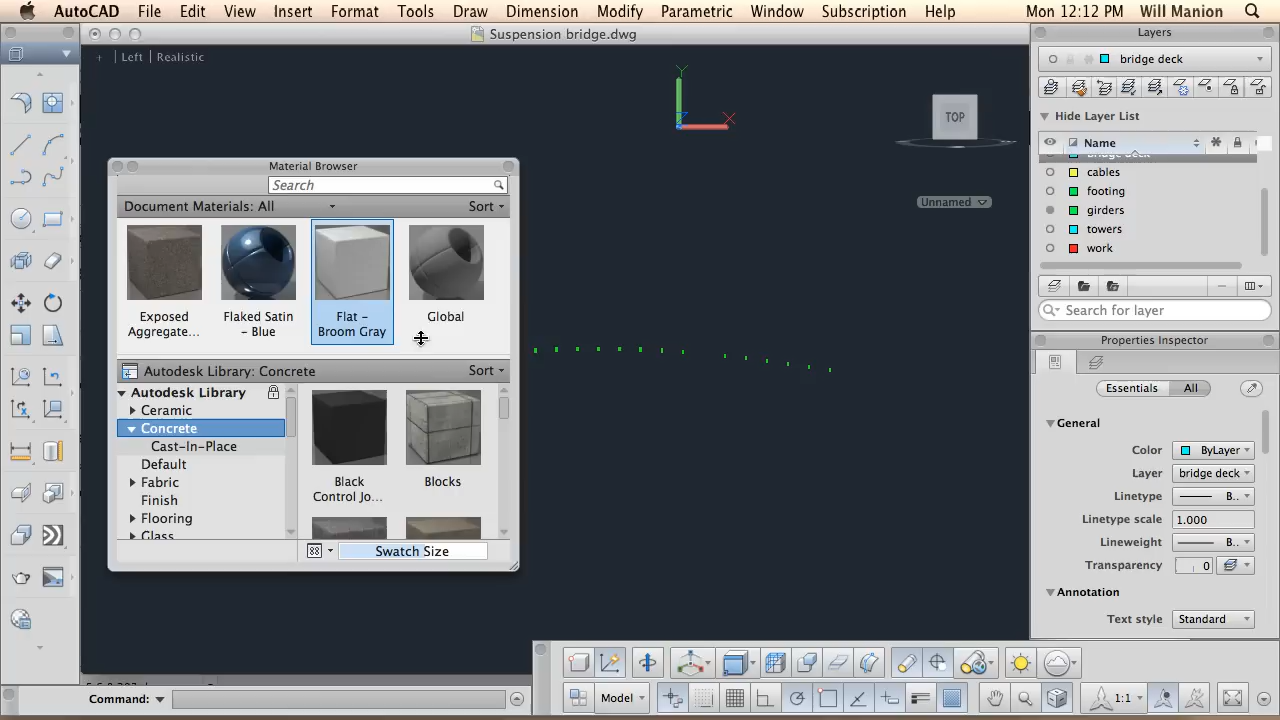 AutoCAD File Edit View Insert Format Tools Draw Dimension Modify Parametric Window Subscription Help Mon 12:12 PM Will Manion
Suspension bridge.dwg
+ Left Realistic
Y
X
TOP
Unnamed
Material Browser
Search
Document Materials: All Sort
Exposed Aggregate...
Flaked Satin - Blue
Flat - Broom Gray
Global
Autodesk Library: Concrete Sort
Autodesk Library
Ceramic
Concrete
Cast-In-Place
Default
Fabric
Finish
Flooring
Glass
Black Control Jo...
Blocks
Swatch Size
Layers
bridge deck
Hide Layer List
Name
bridge deck
cables
footing
girders
towers
work
Search for layer
Properties Inspector
Essentials All
General
Color ByLayer
Layer bridge deck
Linetype B..
Linetype scale 1.000
Lineweight B..
Transparency 0
Annotation
Text style Standard
Command:
Model
1:1